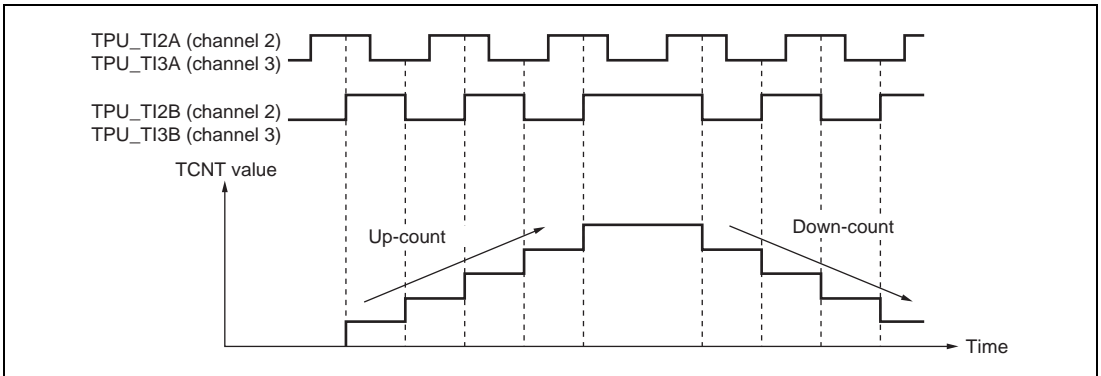 TPU_TI2A (channel 2)
TPU_TI3A (channel 3)
TPU_TI2B (channel 2)
TPU_TI3B (channel 3)
TCNT value
Up-count
Down-count
Time